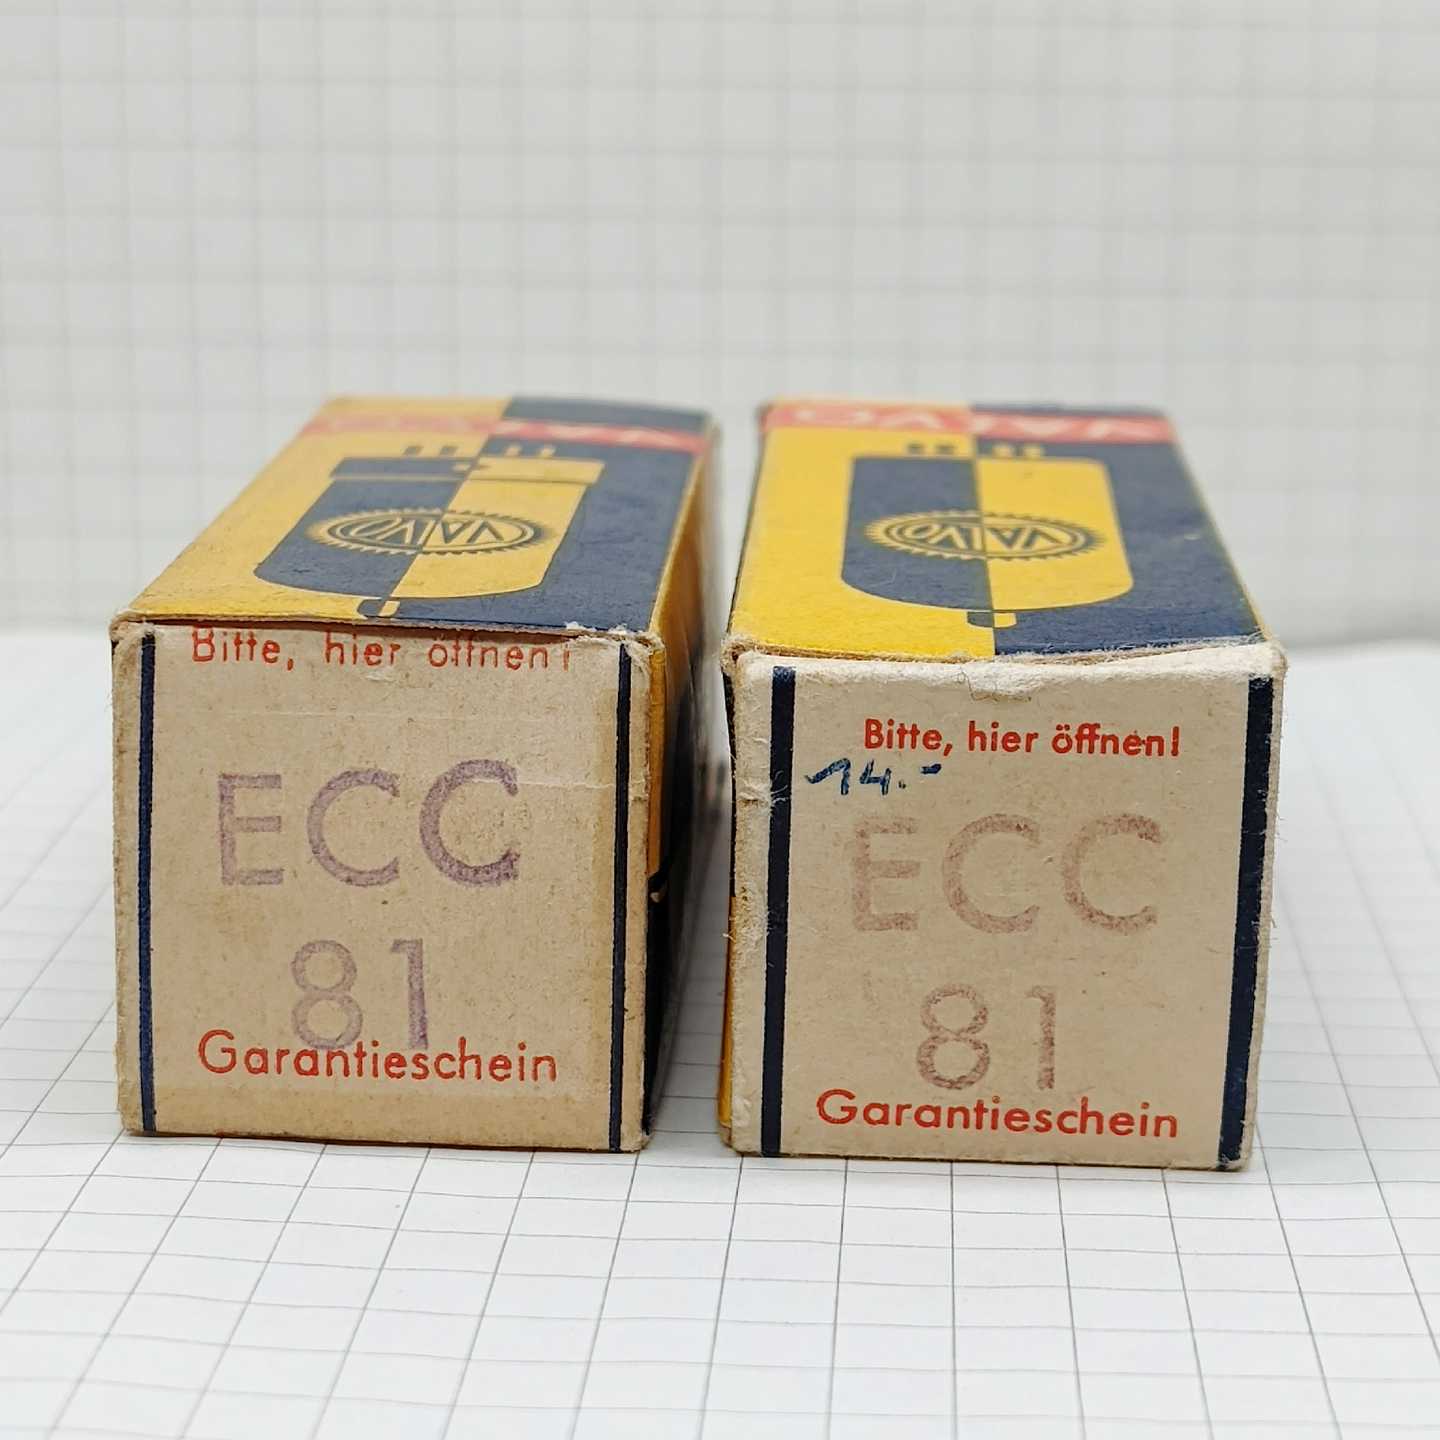 VALVO
VALVO
Bitte, hier öffnen!
ECC
81
Garantieschein
VALVO
VALVO
Bitte, hier öffnen!
14.-
ECC
81
Garantieschein